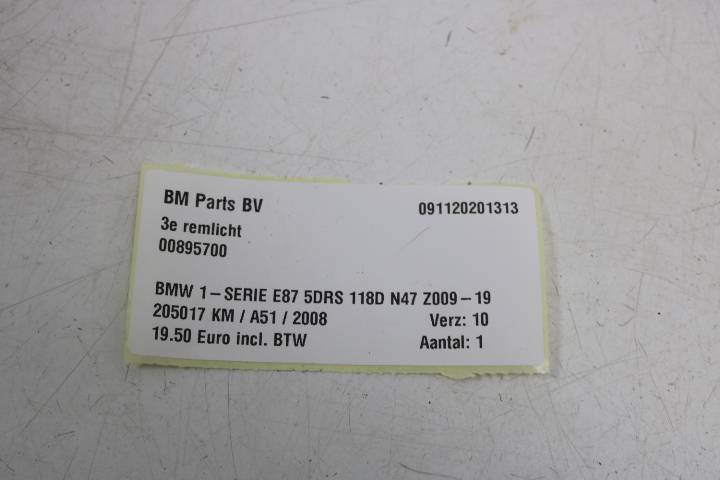 BM Parts BV 091120201313
3e remlicht
00895700
BMW 1-SERIE E87 5DRS 118D N47 Z009-19
205017 KM / A51 / 2008 Verz: 10
19.50 Euro incl. BTW Aantal: 1